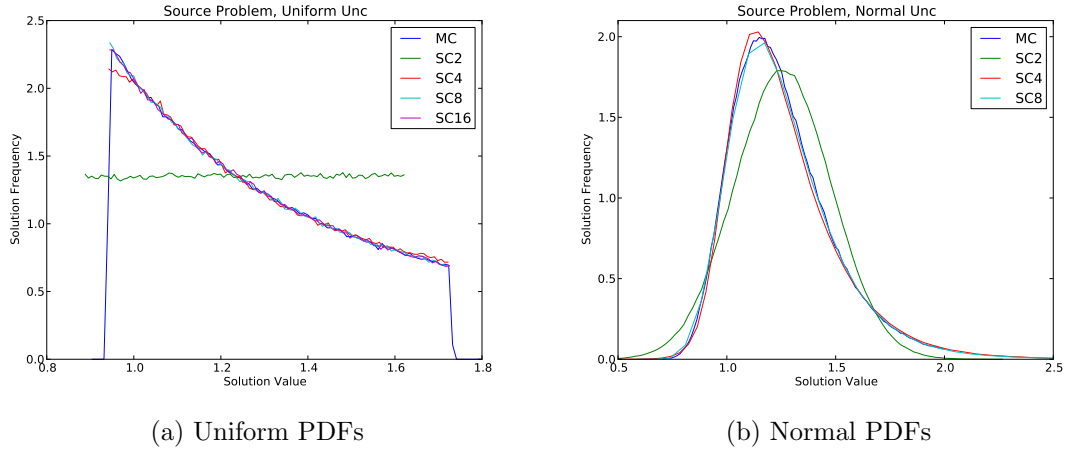 Source Problem, Uniform Unc
2.5
2.0
1.5
1.0
0.5
0.0
Solution Frequency
MC
SC2
SC4
SC8
SC16
1.0 1.2 1.4 1.6 1.8
Solution Value
(a) Uniform PDFs
Source Problem, Normal Unc
2.0
1.5
1.0
0.5
0.0
Solution Frequency
MC
SC2
SC4
SC8
0.5 1.0 1.5 2.0 2.5
Solution Value
(b) Normal PDFs